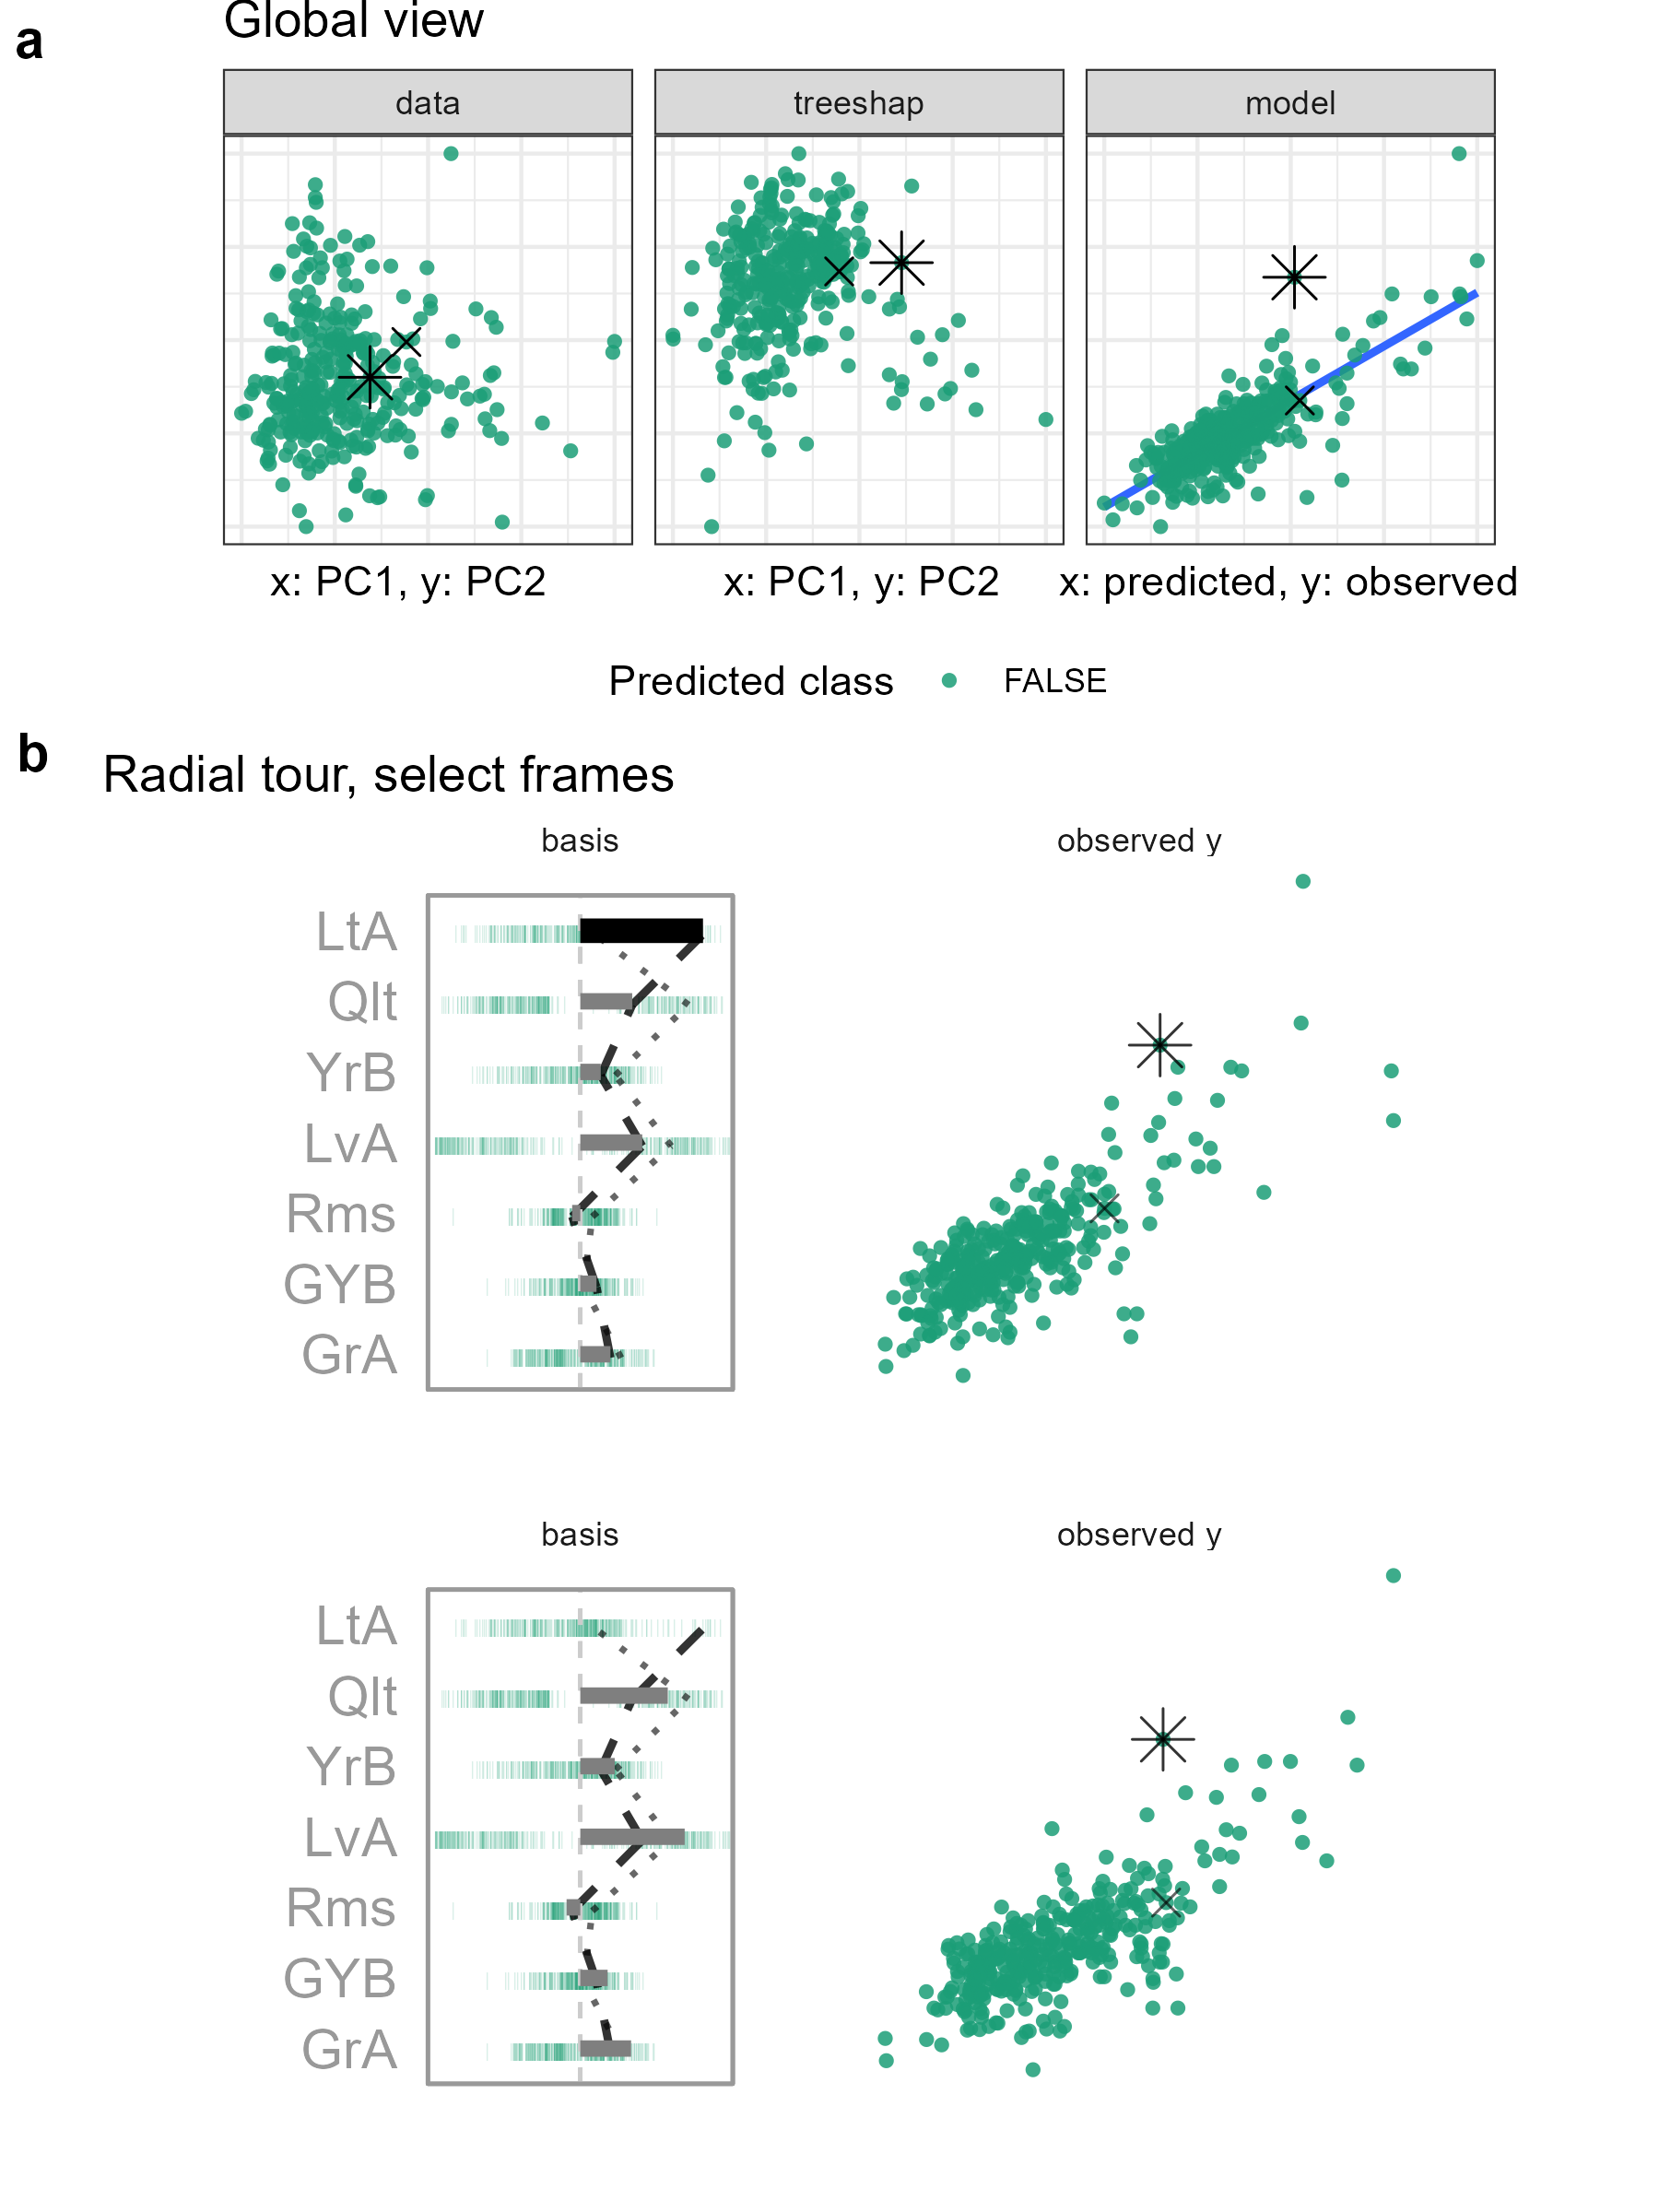 a
Global view
data
treeshap
model
x: PC1, y: PC2
x: PC1, y: PC2
x: predicted, y: observed
Predicted class
FALSE
b
Radial tour, select frames
basis
observed y
LtA
Qlt
YrB
LvA
Rms
GYB
GrA
basis
observed y
LtA
Qlt
YrB
LvA
Rms
GYB
GrA